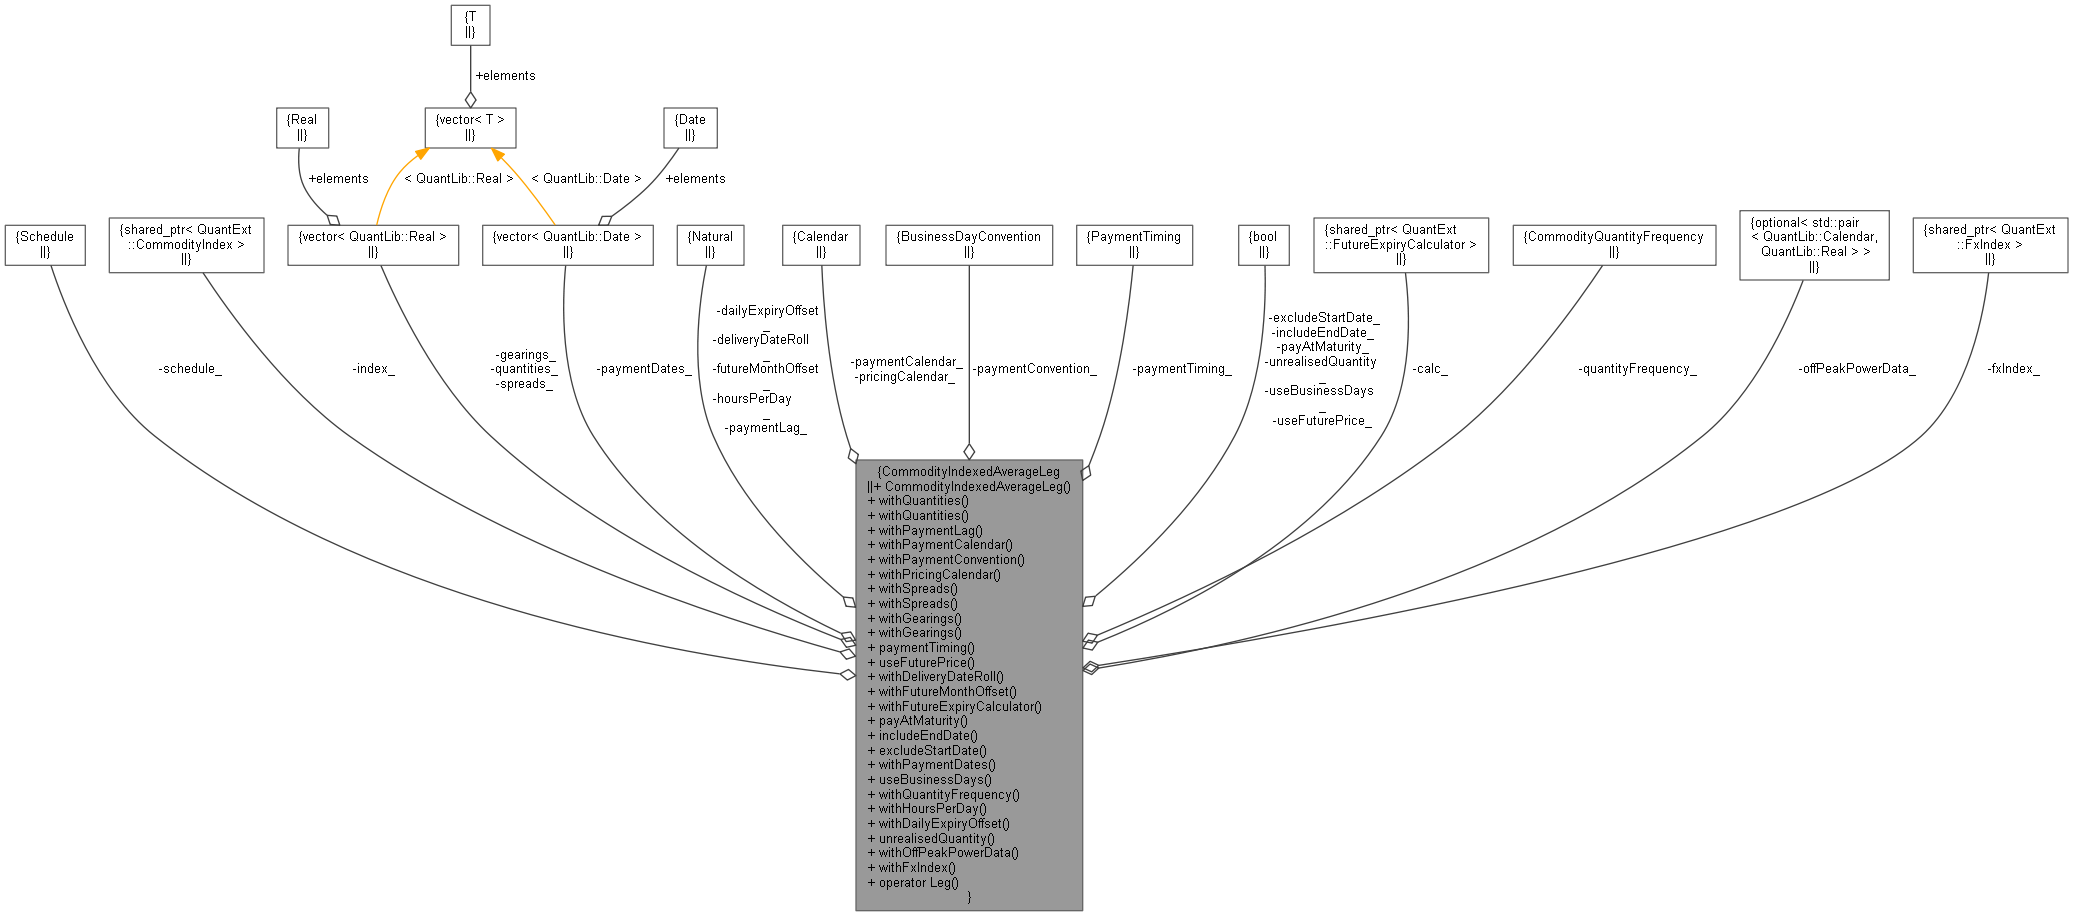 {T
||}
+elements
{Real
||}
{vector< T >
||}
{Date
||}
+elements
< QuantLib::Real >
< QuantLib::Date >
+elements
{Schedule
||}
{shared_ptr< QuantExt
::CommodityIndex >
||}
{vector< QuantLib::Real >
||}
{vector< QuantLib::Date >
||}
{Natural
||}
{Calendar
||}
{BusinessDayConvention
||}
{PaymentTiming
||}
{bool
||}
{shared_ptr< QuantExt
::FutureExpiryCalculator >
||}
{CommodityQuantityFrequency
||}
{optional< std::pair
< QuantLib::Calendar,
QuantLib::Real > >
||}
{shared_ptr< QuantExt
::FxIndex >
||}
-schedule_
-index_
-gearings_
-quantities_
-spreads_
-paymentDates_
-dailyExpiryOffset
_
-deliveryDateRoll
_
-futureMonthOffset
_
-hoursPerDay
_
-paymentLag_
-paymentCalendar_
-pricingCalendar_
-paymentConvention_
-paymentTiming_
-excludeStartDate_
-includeEndDate_
-payAtMaturity_
-unrealisedQuantity
_
-useBusinessDays
_
-useFuturePrice_
-calc_
-quantityFrequency_
-offPeakPowerData_
-fxIndex_
{CommodityIndexedAverageLeg
||+ CommodityIndexedAverageLeg()
+ withQuantities()
+ withQuantities()
+ withPaymentLag()
+ withPaymentCalendar()
+ withPaymentConvention()
+ withPricingCalendar()
+ withSpreads()
+ withSpreads()
+ withGearings()
+ withGearings()
+ paymentTiming()
+ useFuturePrice()
+ withDeliveryDateRoll()
+ withFutureMonthOffset()
+ withFutureExpiryCalculator()
+ payAtMaturity()
+ includeEndDate()
+ excludeStartDate()
+ withPaymentDates()
+ useBusinessDays()
+ withQuantityFrequency()
+ withHoursPerDay()
+ withDailyExpiryOffset()
+ unrealisedQuantity()
+ withOffPeakPowerData()
+ withFxIndex()
+ operator Leg()
}